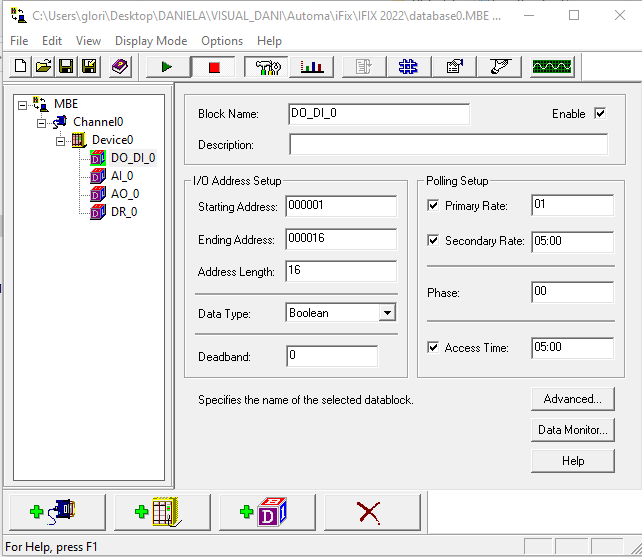 C:\Users\glori\Desktop\DANIELA\VISUAL_DANI\Automa\iFix\IFIX 2022\database0.MBE ...
File Edit View Display Mode Options Help
MBE
Channel0
Device0
DO_DI_0
AI_0
AO_0
DR_0
Block Name: DO_DI_0 Enable
Description:
I/O Address Setup
Starting Address: 000001
Ending Address: 000016
Address Length: 16
Data Type: Boolean
Deadband: 0
Polling Setup
Primary Rate: 01
Secondary Rate: 05:00
Phase: 00
Access Time: 05:00
Specifies the name of the selected datablock.
Advanced...
Data Monitor...
Help
For Help, press F1